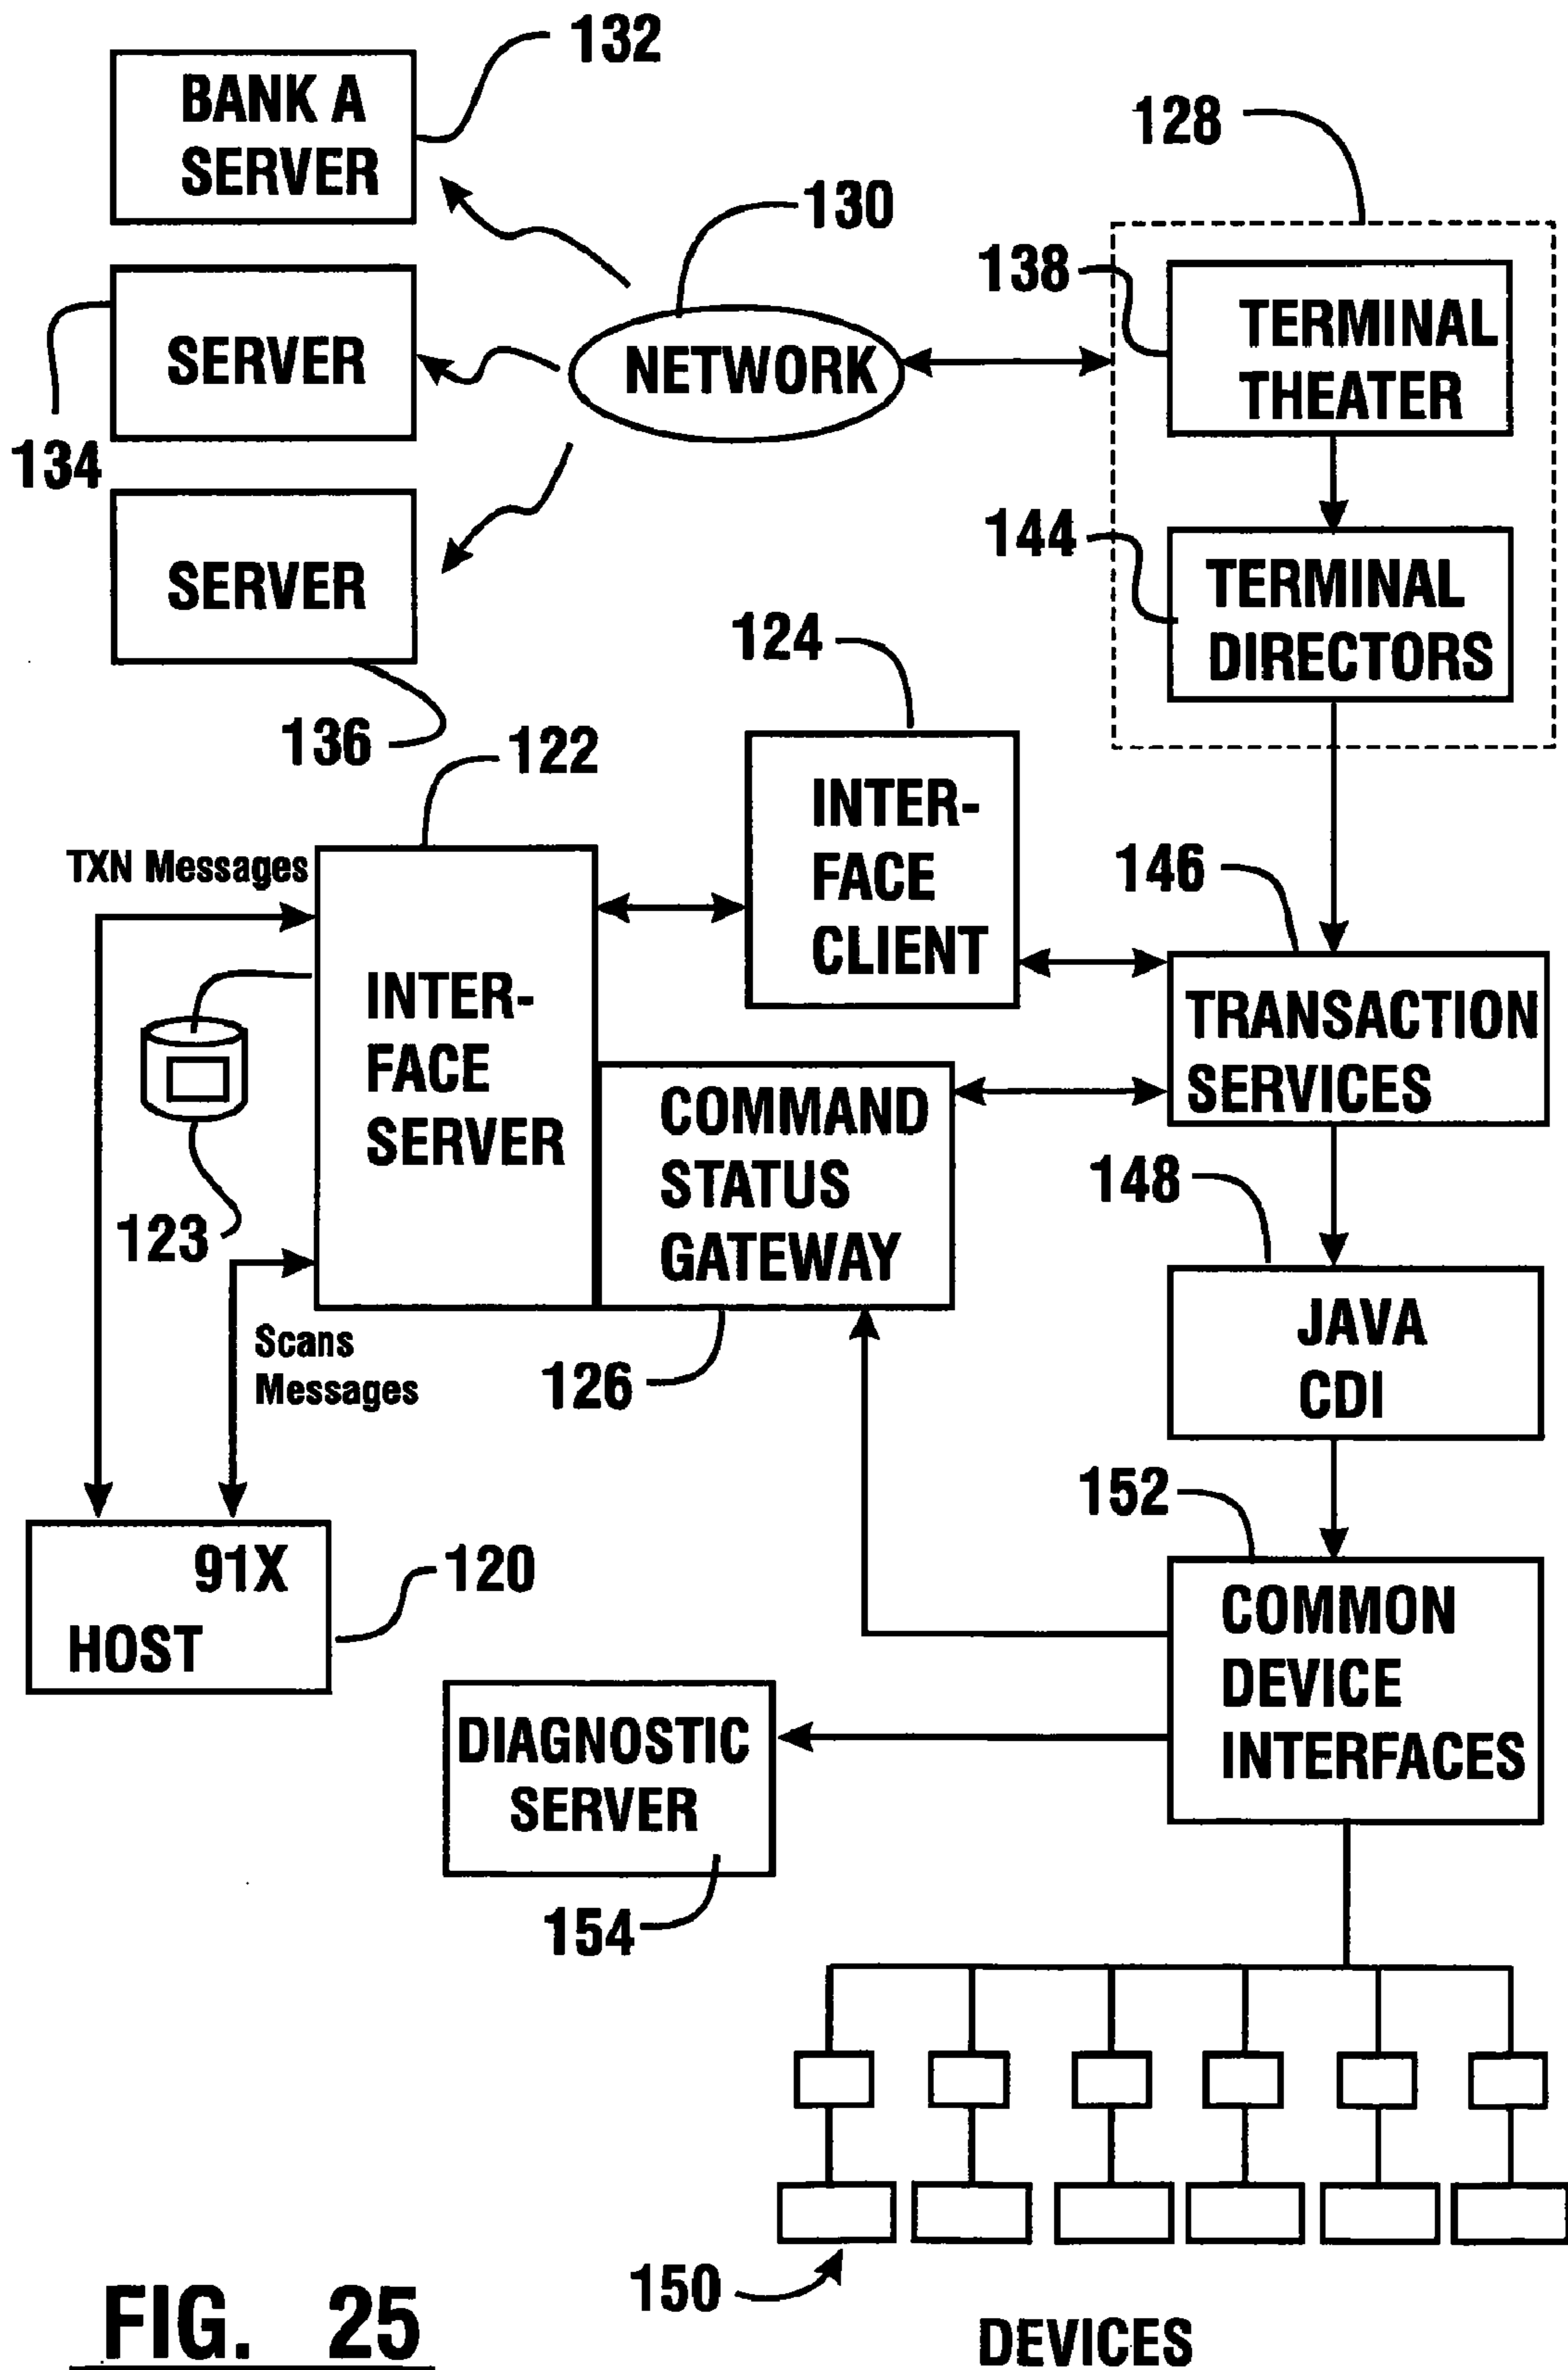 132
BANK A
SERVER
128
130
138
TERMINAL
THEATER
NETWORK
SERVER
134
144
TERMINAL
DIRECTORS
SERVER
124
136
122
INTER-
FACE
CLIENT
TXN Messages
146
INTER-
FACE
SERVER
TRANSACTION
SERVICES
COMMAND
STATUS
GATEWAY
123
148
Scans
Messages
126
JAVA
CDI
152
91X
HOST
120
COMMON
DEVICE
INTERFACES
DIAGNOSTIC
SERVER
154
150
DEVICES
FIG. 25